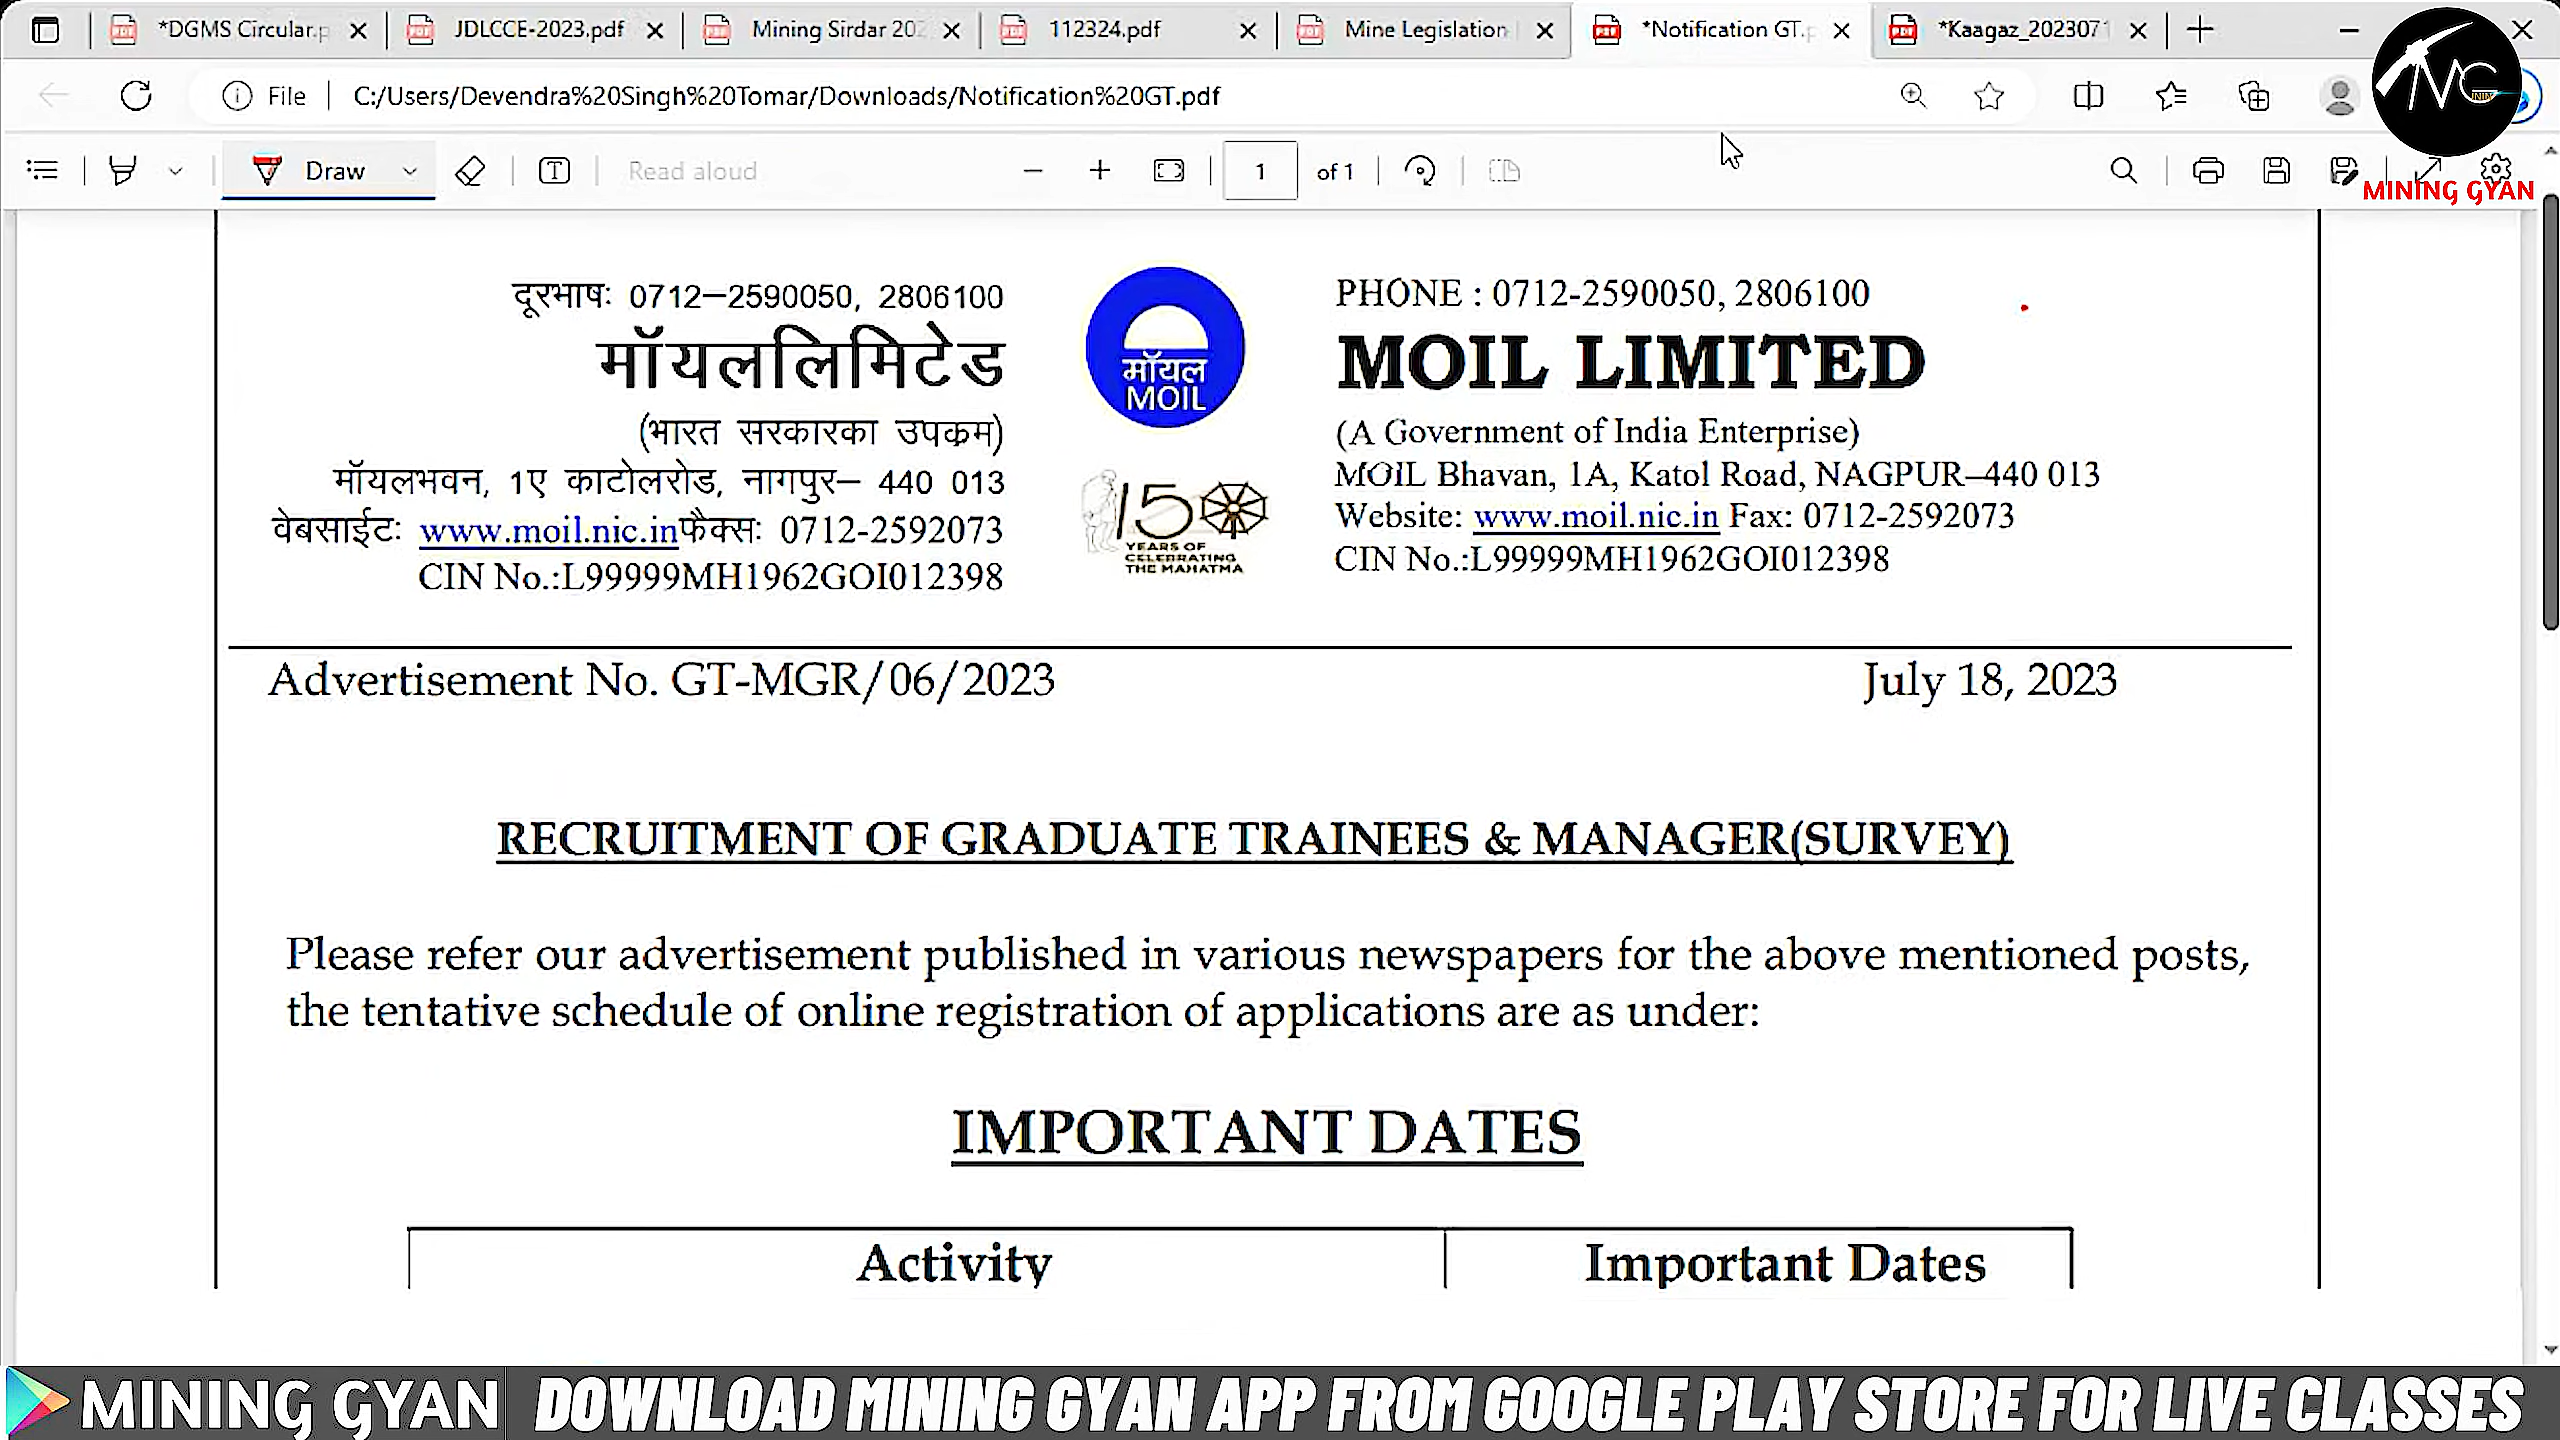 *DGMS Circular.p
JDLCCE-2023.pdf
Mining Sirdar 202
112324.pdf
Mine Legislation
*Notification GT.p
*Kaagaz_2023071
File
C:/Users/Devendra%20Singh%20Tomar/Downloads/Notification%20GT.pdf
Draw
Read aloud
1
of 1
MINING GYAN
दूरभाषः 0712–2590050, 2806100
मॉयललिमिटेड
(भारत सरकारका उपक्रम)
मॉयलभवन, 1ए काटोलरोड, नागपुर– 440 013
वेबसाईटः www.moil.nic.inफैक्सः 0712-2592073
CIN No.:L99999MH1962GOI012398
मॉयल
MOIL
150
YEARS OF
CELEBRATING
THE MAHATMA
PHONE : 0712-2590050, 2806100
MOIL LIMITED
(A Government of India Enterprise)
MOIL Bhavan, 1A, Katol Road, NAGPUR–440 013
Website: www.moil.nic.in Fax: 0712-2592073
CIN No.:L99999MH1962GOI012398
Advertisement No. GT-MGR/06/2023
July 18, 2023
RECRUITMENT OF GRADUATE TRAINEES & MANAGER(SURVEY)
Please refer our advertisement published in various newspapers for the above mentioned posts,
the tentative schedule of online registration of applications are as under:
IMPORTANT DATES
Activity
Important Dates
MINING GYAN
DOWNLOAD MINING GYAN APP FROM GOOGLE PLAY STORE FOR LIVE CLASSES